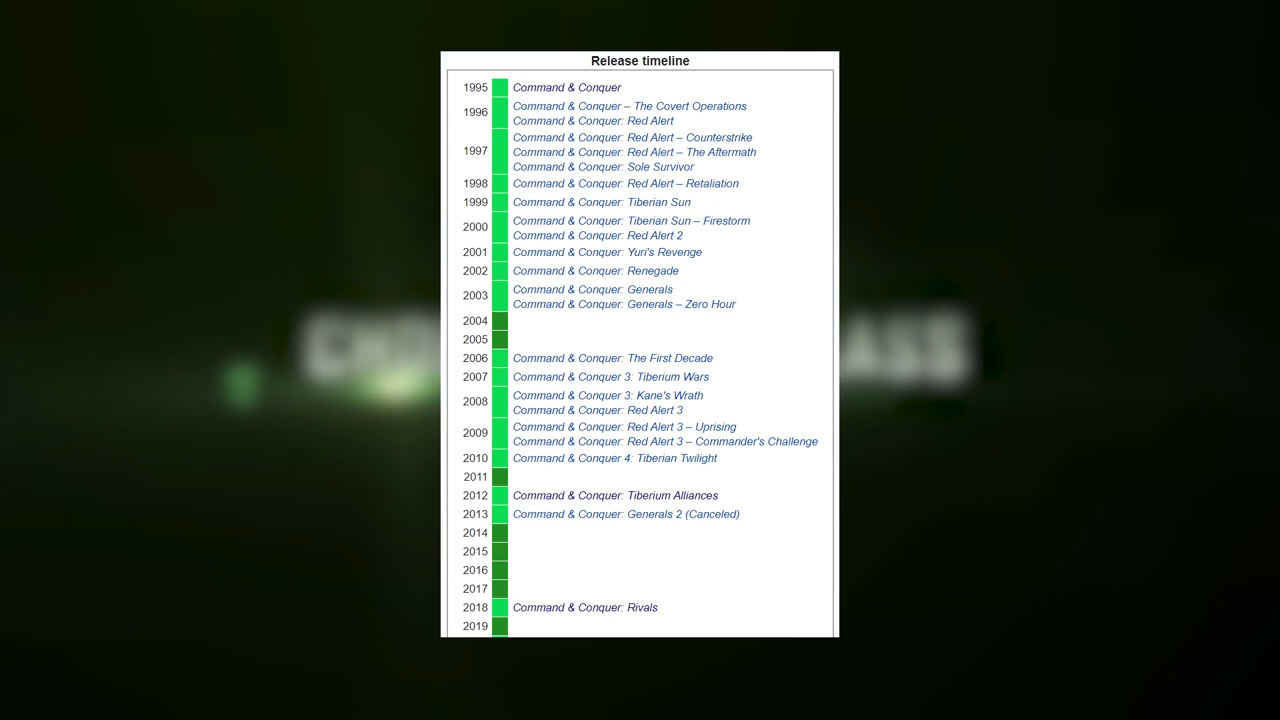 Release timeline
1995 Command & Conquer
1996 Command & Conquer – The Covert Operations
Command & Conquer: Red Alert
1997 Command & Conquer: Red Alert – Counterstrike
Command & Conquer: Red Alert – The Aftermath
Command & Conquer: Sole Survivor
1998 Command & Conquer: Red Alert – Retaliation
1999 Command & Conquer: Tiberian Sun
2000 Command & Conquer: Tiberian Sun – Firestorm
Command & Conquer: Red Alert 2
2001 Command & Conquer: Yuri's Revenge
2002 Command & Conquer: Renegade
2003 Command & Conquer: Generals
Command & Conquer: Generals – Zero Hour
2004
2005
2006 Command & Conquer: The First Decade
2007 Command & Conquer 3: Tiberium Wars
2008 Command & Conquer 3: Kane's Wrath
Command & Conquer: Red Alert 3
2009 Command & Conquer: Red Alert 3 – Uprising
Command & Conquer: Red Alert 3 – Commander's Challenge
2010 Command & Conquer 4: Tiberian Twilight
2011
2012 Command & Conquer: Tiberium Alliances
2013 Command & Conquer: Generals 2 (Canceled)
2014
2015
2016
2017
2018 Command & Conquer: Rivals
2019